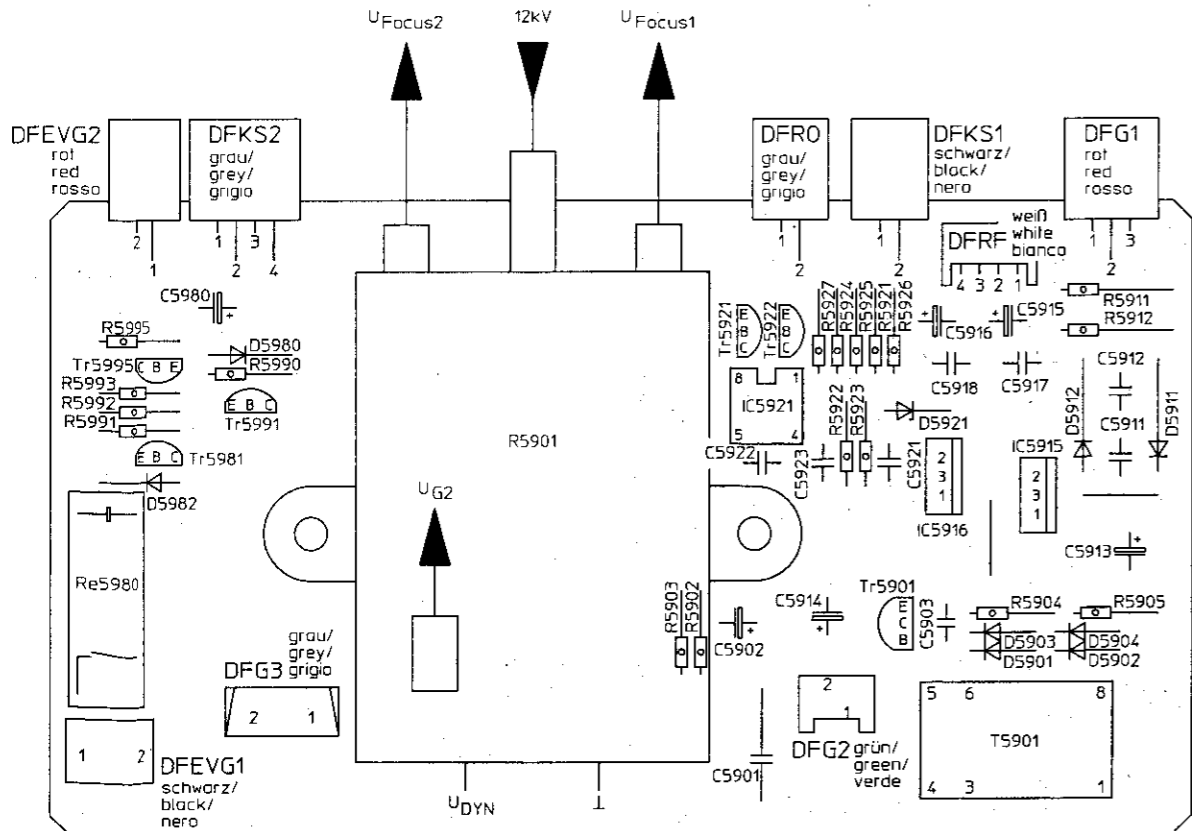 UFocus2
12kV
UFocus1
DFEVG2
rot
red
rosso
DFKS2
grau/
grey/
grigio
DFRO
grau/
grey/
grigio
DFKS1
schwarz/
black/
nero
DFG1
rot
red
rosso
weiß
white
bianco
DFRF
2
1
1
3
2
4
1
2
1
2
4 3 2 1
1
3
2
C5980
+
R5995
D5980
R5990
Tr5995
C B E
R5993
R5992
R5991
E B C
Tr5991
E B C
Tr5981
D5982
Re5980
R5901
UG2
Tr5921
E
B
C
Tr5922
E
B
C
R5927
R5924
R5925
R5921
R5926
+
C5916
+
C5915
R5911
R5912
C5918
C5917
C5912
D5912
C5911
D5911
8
1
IC5921
5
4
R5922
R5923
D5921
C5922
C5923
C5921
2
3
1
IC5916
IC5915
2
3
1
C5913
+
R5903
R5902
C5902
+
C5914
+
Tr5901
E
C
B
C5903
R5904
R5905
D5903
D5904
D5901
D5902
DFG3
grau/
grey/
grigio
2
1
1
2
DFEVG1
schwarz/
black/
nero
UDYN
⊥
C5901
2
1
DFG2
grün/
green/
verde
5
6
8
T5901
4
3
1